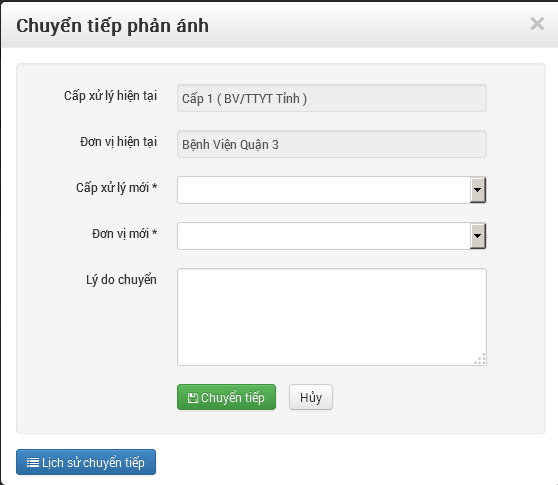 Chuyển tiếp phản ánh
×
Cấp xử lý hiện tại
Cấp 1 ( BV/TTYT Tỉnh )
Đơn vị hiện tại
Bệnh Viện Quận 3
Cấp xử lý mới *
Đơn vị mới *
Lý do chuyển
Chuyển tiếp Hủy
Lịch sử chuyển tiếp